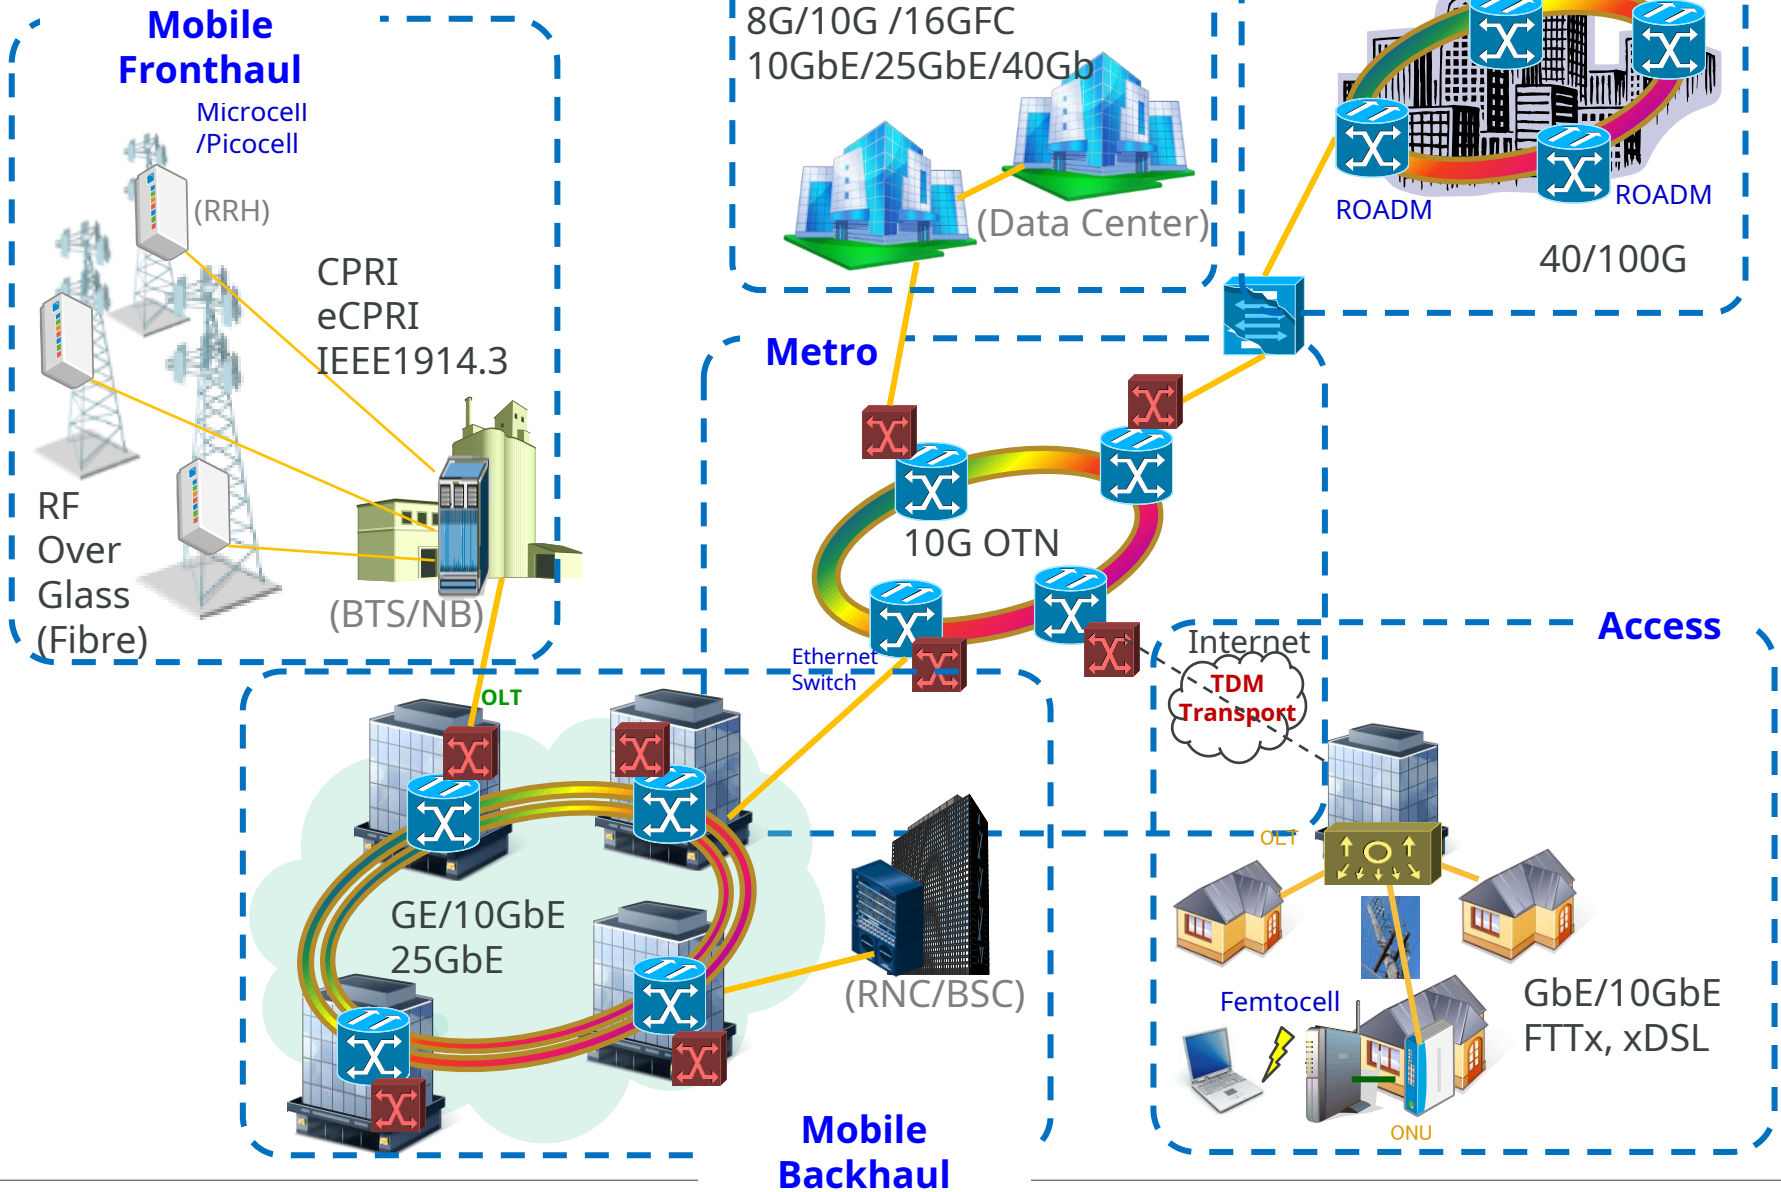 Mobile
Fronthaul
Microcell
/Picocell
(RRH)
CPRI
eCPRI
IEEE1914.3
RF
Over
Glass
(Fibre)
(BTS/NB)
8G/10G /16GFC
10GbE/25GbE/40Gb
(Data Center)
ROADM
ROADM
40/100G
Metro
10G OTN
Ethernet
Switch
OLT
GE/10GbE
25GbE
(RNC/BSC)
Mobile
Backhaul
Access
Internet
TDM
Transport
OLT
Femtocell
GbE/10GbE
FTTx, xDSL
ONU